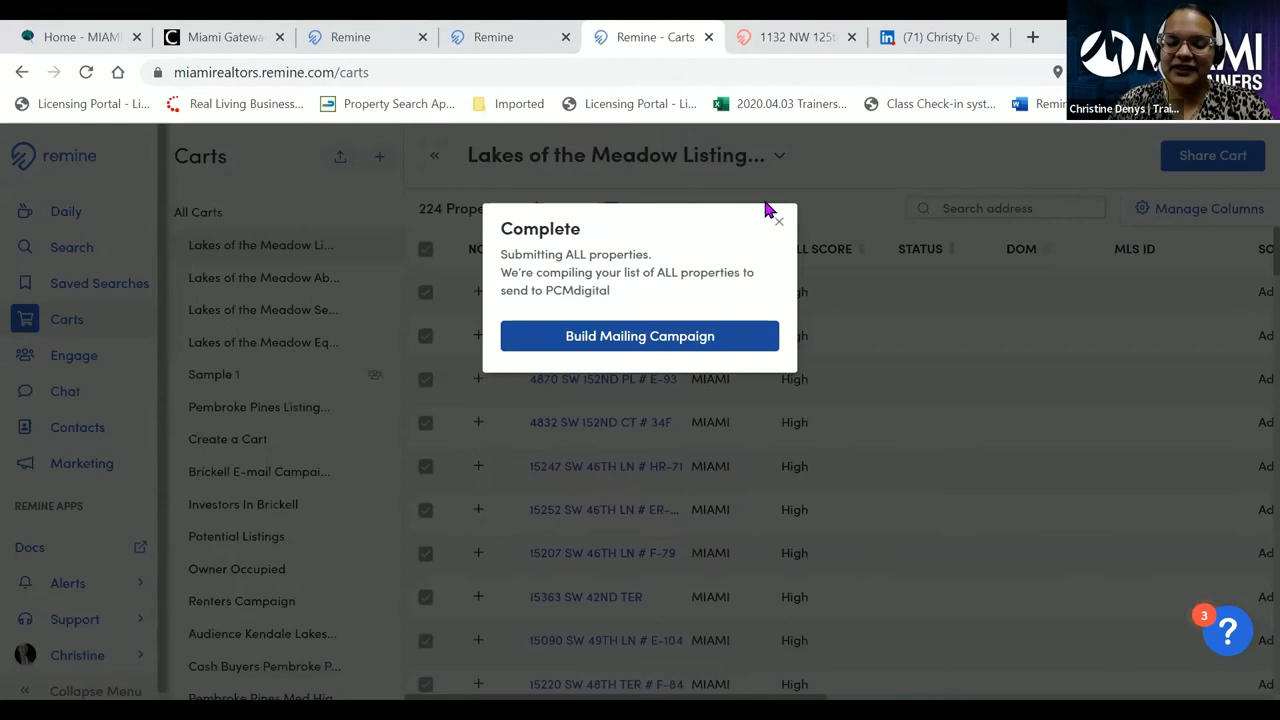 Home - MIAMI
Miami Gatewa
Remine
Remine
Remine - Carts
1132 NW 125t
(71) Christy De
miamirealtors.remine.com/carts
Licensing Portal - Li...
Real Living Business...
Property Search Ap...
Imported
Licensing Portal - Li...
2020.04.03 Trainers...
Class Check-in syst...
Christine Denys | Trai...
remine
Daily
Search
Saved Searches
Carts
Engage
Chat
Contacts
Marketing
REMINE APPS
Docs
Alerts
Support
Christine
Collapse Menu
Carts
All Carts
Lakes of the Meadow Li...
Lakes of the Meadow Ab...
Lakes of the Meadow Se...
Lakes of the Meadow Eq...
Sample 1
Pembroke Pines Listing...
Create a Cart
Brickell E-mail Campai...
Investors In Brickell
Potential Listings
Owner Occupied
Renters Campaign
Audience Kendale Lakes...
Cash Buyers Pembroke P...
Lakes of the Meadow Listing...
Share Cart
224 Prope
Search address
Manage Columns
LL SCORE STATUS DOM MLS ID
Complete
Submitting ALL properties.
We're compiling your list of ALL properties to
send to PCMdigital
Build Mailing Campaign
4870 SW 152ND PL # E-93 MIAMI High Ad
4832 SW 152ND CT # 34F MIAMI High Ad
15247 SW 46TH LN # HR-71 MIAMI High Ad
15252 SW 46TH LN # ER-... MIAMI High Ad
15207 SW 46TH LN # F-79 MIAMI High Ad
15363 SW 42ND TER MIAMI High Ad
15090 SW 49TH LN # E-104 MIAMI High Ad
15220 SW 48TH TER # F-84 MIAMI High Ad
3
?